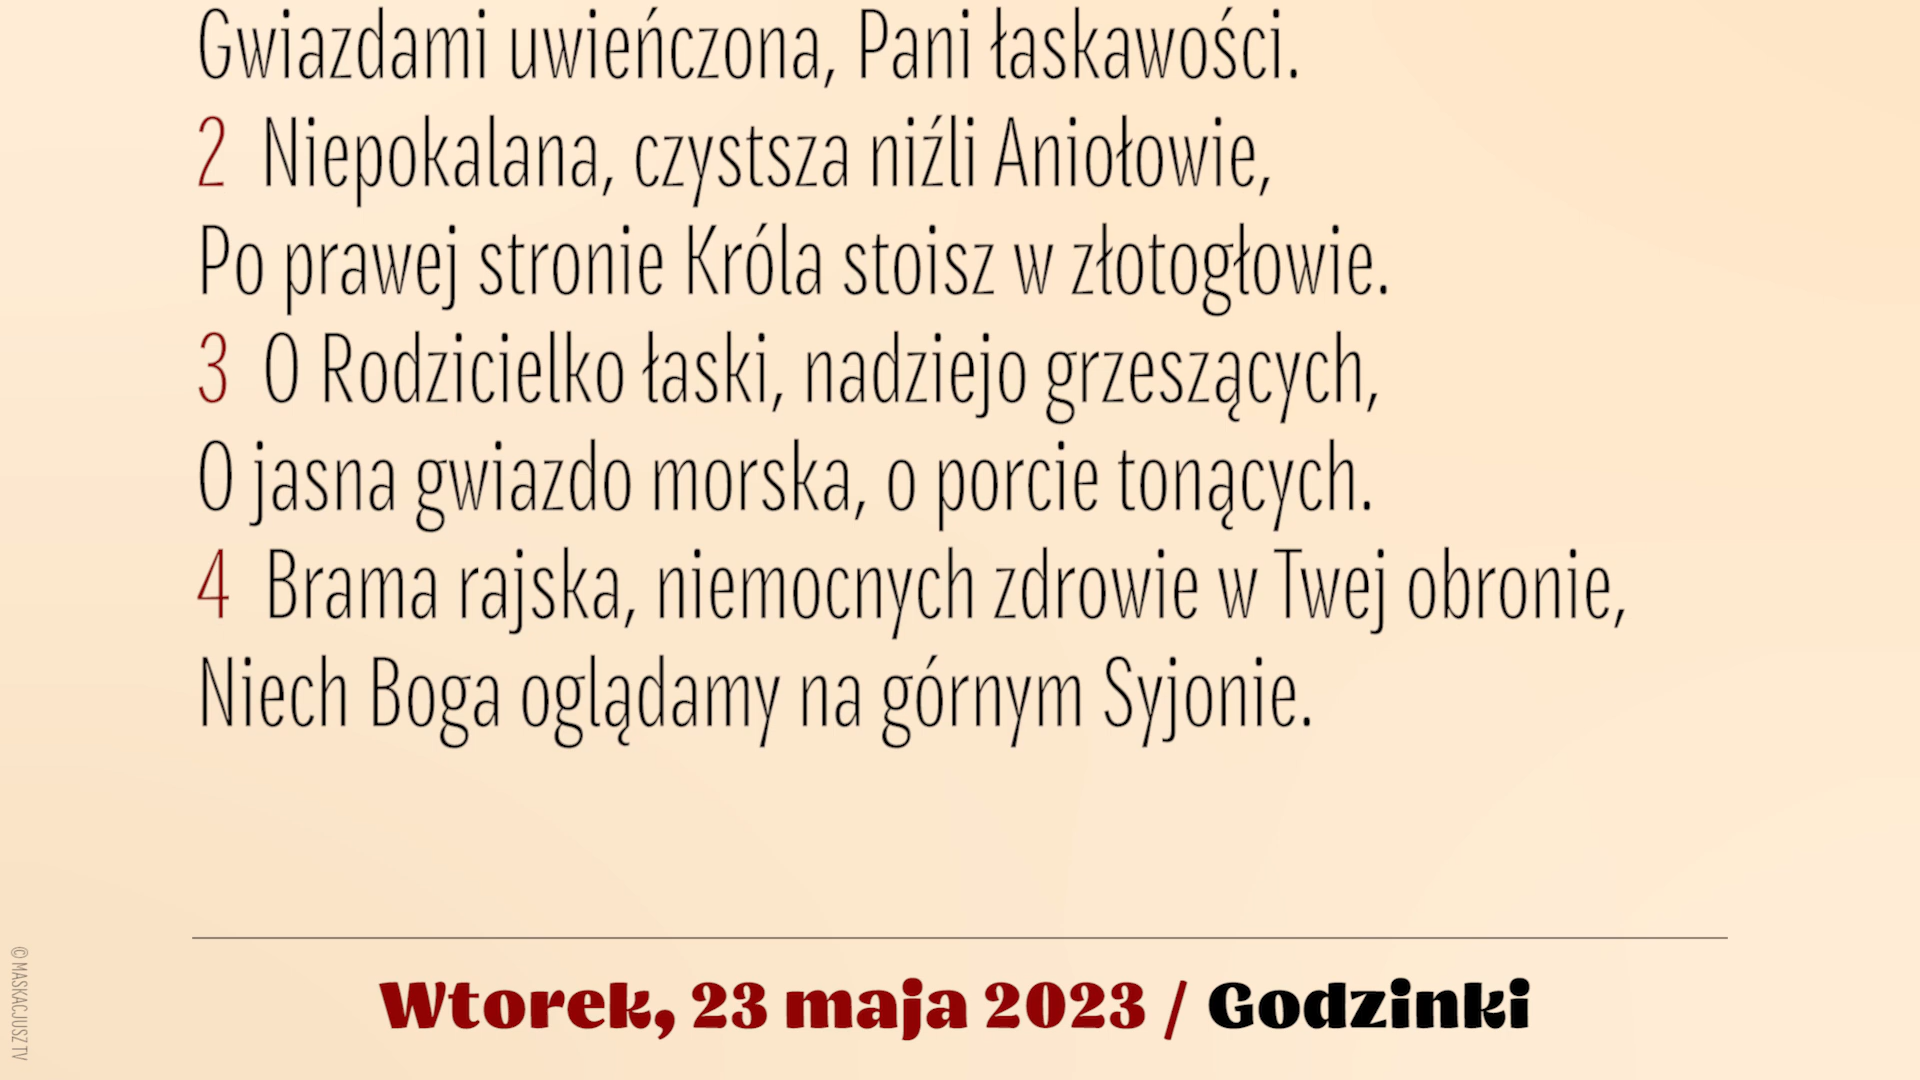 Gwiazdami uwieńczona, Pani łaskawości.
2 Niepokalana, czystsza niźli Aniołowie,
Po prawej stronie Króla stoisz w złotogłowie.
3 O Rodzicielko łaski, nadziejo grzeszących,
O jasna gwiazdo morska, o porcie tonących.
4 Brama rajska, niemocnych zdrowie w Twej obronie,
Niech Boga oglądamy na górnym Syjonie.
Wtorek, 23 maja 2023 / Godzinki
© MASKACJUSZ TV